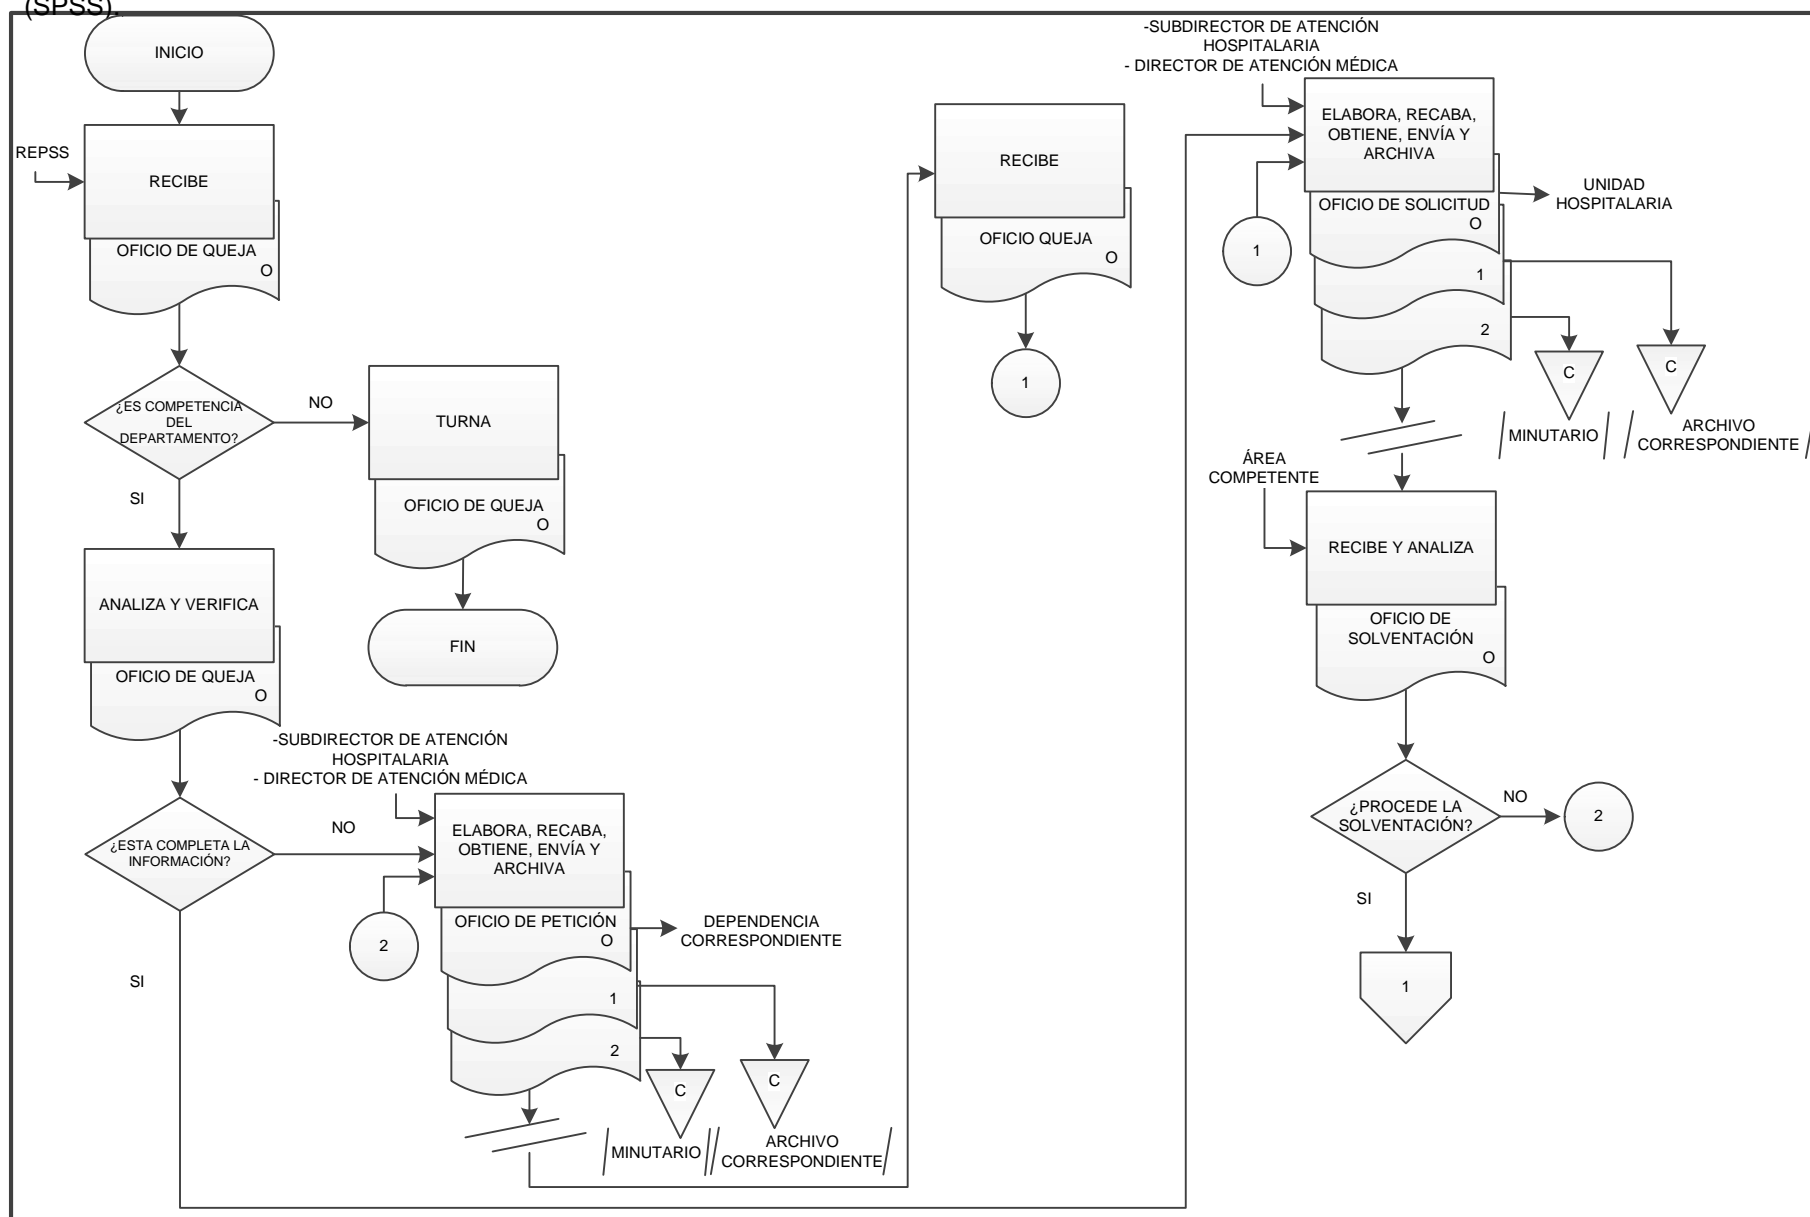 (SPSS).
INICIO
REPSS
RECIBE
OFICIO DE QUEJA
O
¿ES COMPETENCIA
DEL
DEPARTAMENTO?
NO
SI
TURNA
OFICIO DE QUEJA
O
FIN
ANALIZA Y VERIFICA
OFICIO DE QUEJA
O
¿ESTA COMPLETA LA
INFORMACIÓN?
NO
SI
-SUBDIRECTOR DE ATENCIÓN
HOSPITALARIA
- DIRECTOR DE ATENCIÓN MÉDICA
ELABORA, RECABA,
OBTIENE, ENVÍA Y
ARCHIVA
2
OFICIO DE PETICIÓN
O
1
2
DEPENDENCIA
CORRESPONDIENTE
C
MINUTARIO
C
ARCHIVO
CORRESPONDIENTE
RECIBE
OFICIO QUEJA
O
1
-SUBDIRECTOR DE ATENCIÓN
HOSPITALARIA
- DIRECTOR DE ATENCIÓN MÉDICA
ELABORA, RECABA,
OBTIENE, ENVÍA Y
ARCHIVA
1
OFICIO DE SOLICITUD
O
1
2
UNIDAD
HOSPITALARIA
C
MINUTARIO
C
ARCHIVO
CORRESPONDIENTE
ÁREA
COMPETENTE
RECIBE Y ANALIZA
OFICIO DE
SOLVENTACIÓN
O
¿PROCEDE LA
SOLVENTACIÓN?
NO
2
SI
1